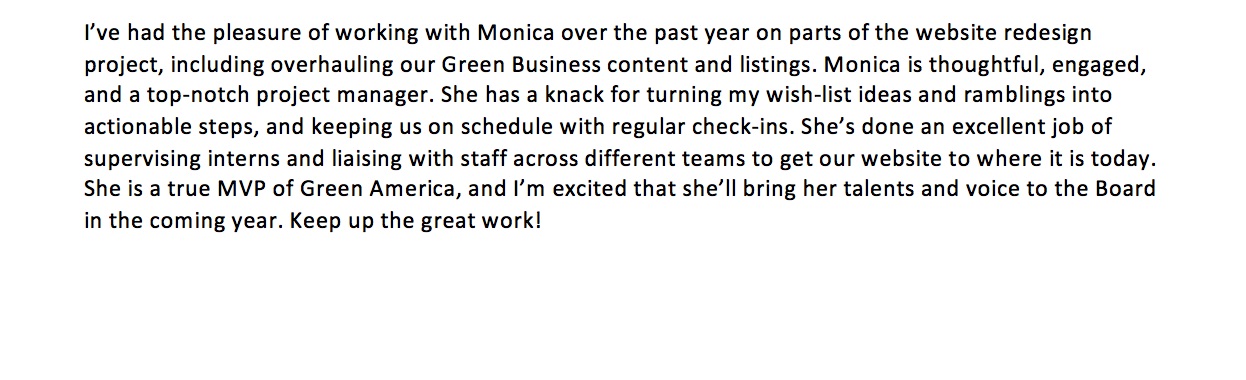 I’ve had the pleasure of working with Monica over the past year on parts of the website redesign
project, including overhauling our Green Business content and listings. Monica is thoughtful, engaged,
and a top-notch project manager. She has a knack for turning my wish-list ideas and ramblings into
actionable steps, and keeping us on schedule with regular check-ins. She’s done an excellent job of
supervising interns and liaising with staff across different teams to get our website to where it is today.
She is a true MVP of Green America, and I’m excited that she’ll bring her talents and voice to the Board
in the coming year. Keep up the great work!